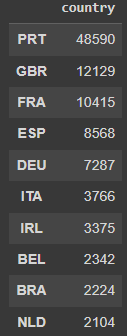 country
PRT 48590
GBR 12129
FRA 10415
ESP 8568
DEU 7287
ITA 3766
IRL 3375
BEL 2342
BRA 2224
NLD 2104